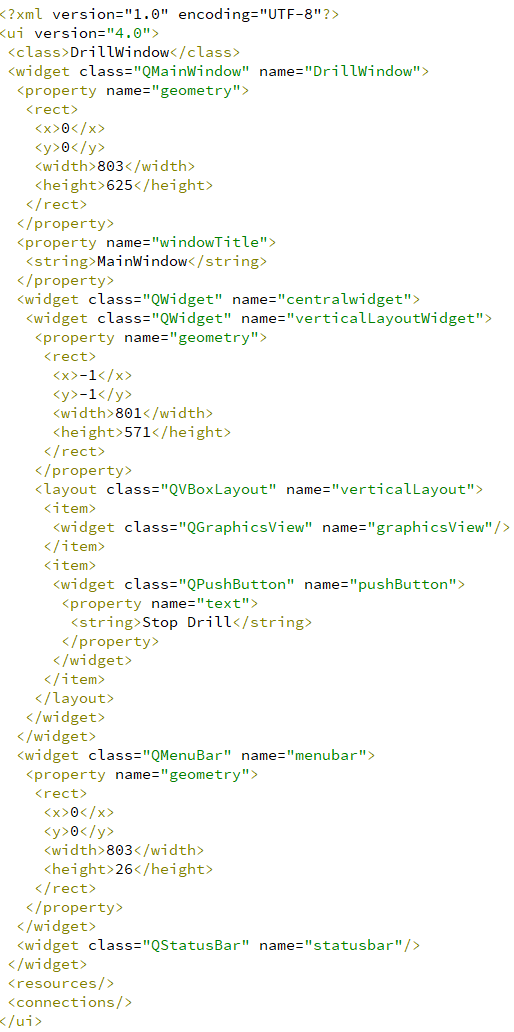 <?xml version="1.0" encoding="UTF-8"?>
<ui version="4.0">
 <class>DrillWindow</class>
 <widget class="QMainWindow" name="DrillWindow">
  <property name="geometry">
   <rect>
    <x>0</x>
    <y>0</y>
    <width>803</width>
    <height>625</height>
   </rect>
  </property>
  <property name="windowTitle">
   <string>MainWindow</string>
  </property>
  <widget class="QWidget" name="centralwidget">
   <widget class="QWidget" name="verticalLayoutWidget">
    <property name="geometry">
     <rect>
      <x>-1</x>
      <y>-1</y>
      <width>801</width>
      <height>571</height>
     </rect>
    </property>
    <layout class="QVBoxLayout" name="verticalLayout">
     <item>
      <widget class="QGraphicsView" name="graphicsView"/>
     </item>
     <item>
      <widget class="QPushButton" name="pushButton">
       <property name="text">
        <string>Stop Drill</string>
       </property>
      </widget>
     </item>
    </layout>
   </widget>
  </widget>
  <widget class="QMenuBar" name="menubar">
   <property name="geometry">
    <rect>
     <x>0</x>
     <y>0</y>
     <width>803</width>
     <height>26</height>
    </rect>
   </property>
  </widget>
  <widget class="QStatusBar" name="statusbar"/>
 </widget>
 <resources/>
 <connections/>
</ui>